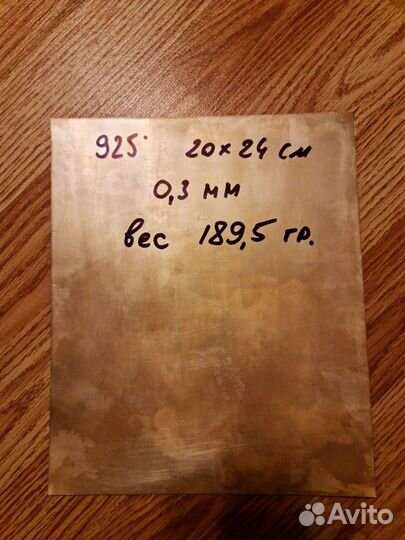 925° 20×24 см
0,3 мм
вес 189,5 гр.
Avito